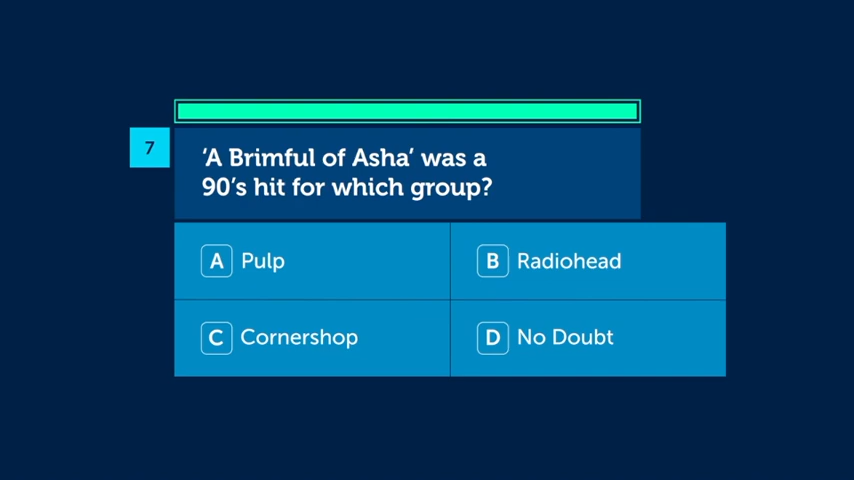 7
‘A Brimful of Asha’ was a
90’s hit for which group?
A Pulp
B Radiohead
C Cornershop
D No Doubt